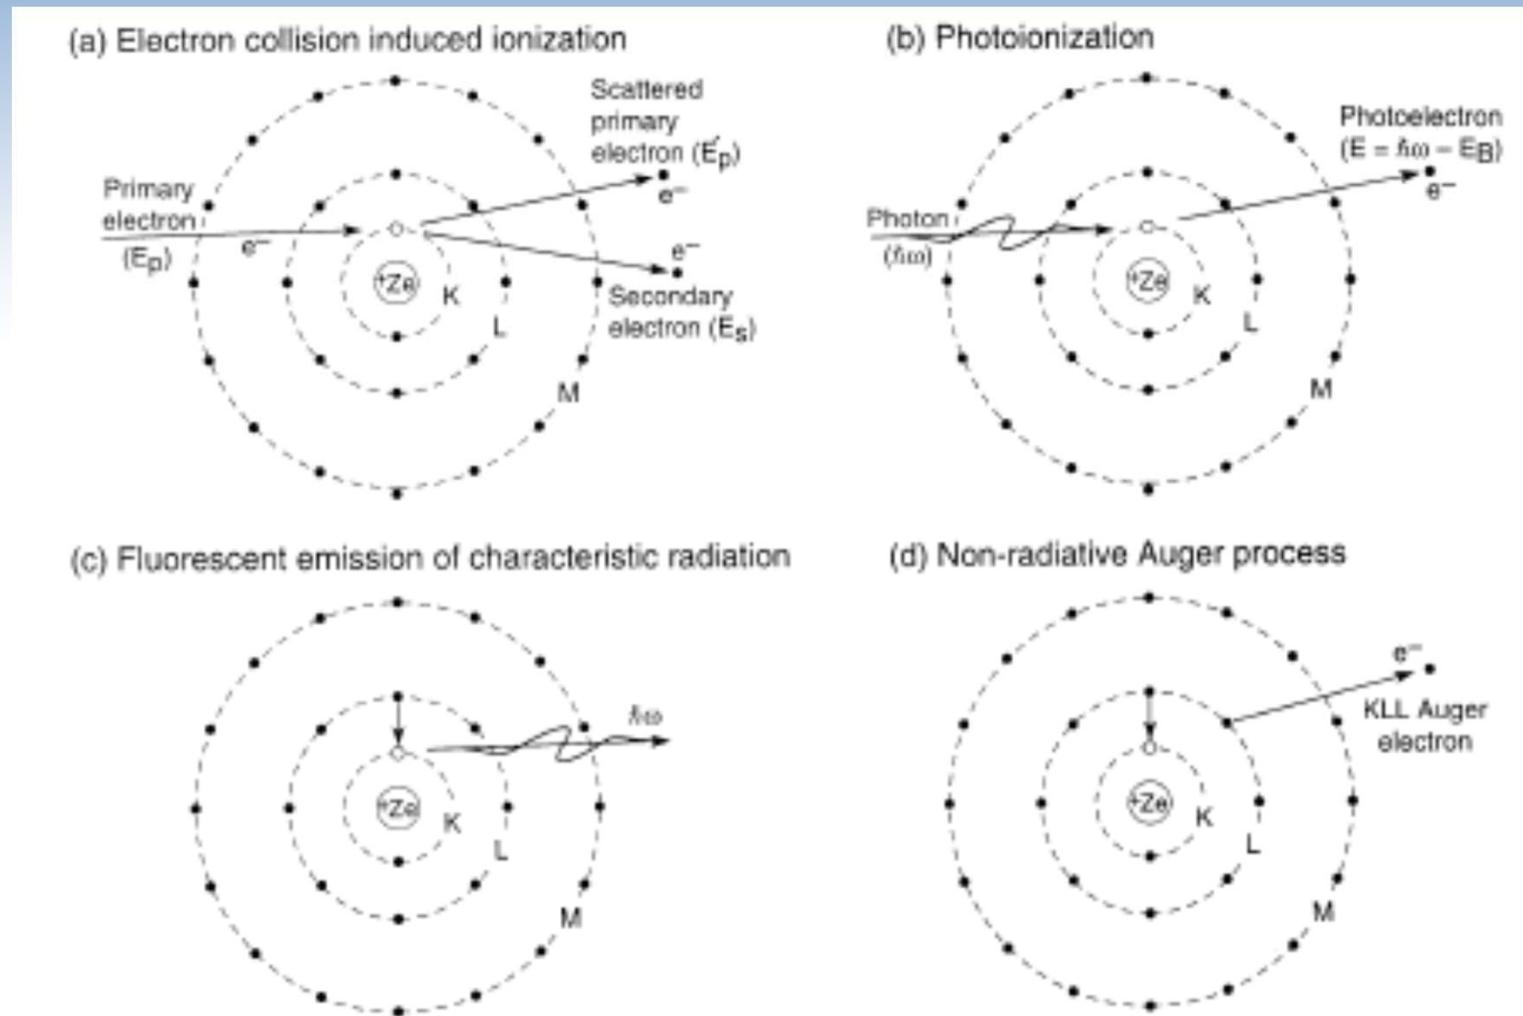 (a) Electron collision induced ionization
Scattered
primary
electron (E′p)
e⁻
Primary
electron
(Ep)
e⁻
e⁻
Secondary
electron (Es)
+Ze
K
L
M
(b) Photoionization
Photoelectron
(E = ℏω – EB)
e⁻
Photon
(ℏω)
+Ze
K
L
M
(c) Fluorescent emission of characteristic radiation
ℏω
+Ze
K
L
M
(d) Non-radiative Auger process
e⁻
KLL Auger
electron
+Ze
K
L
M